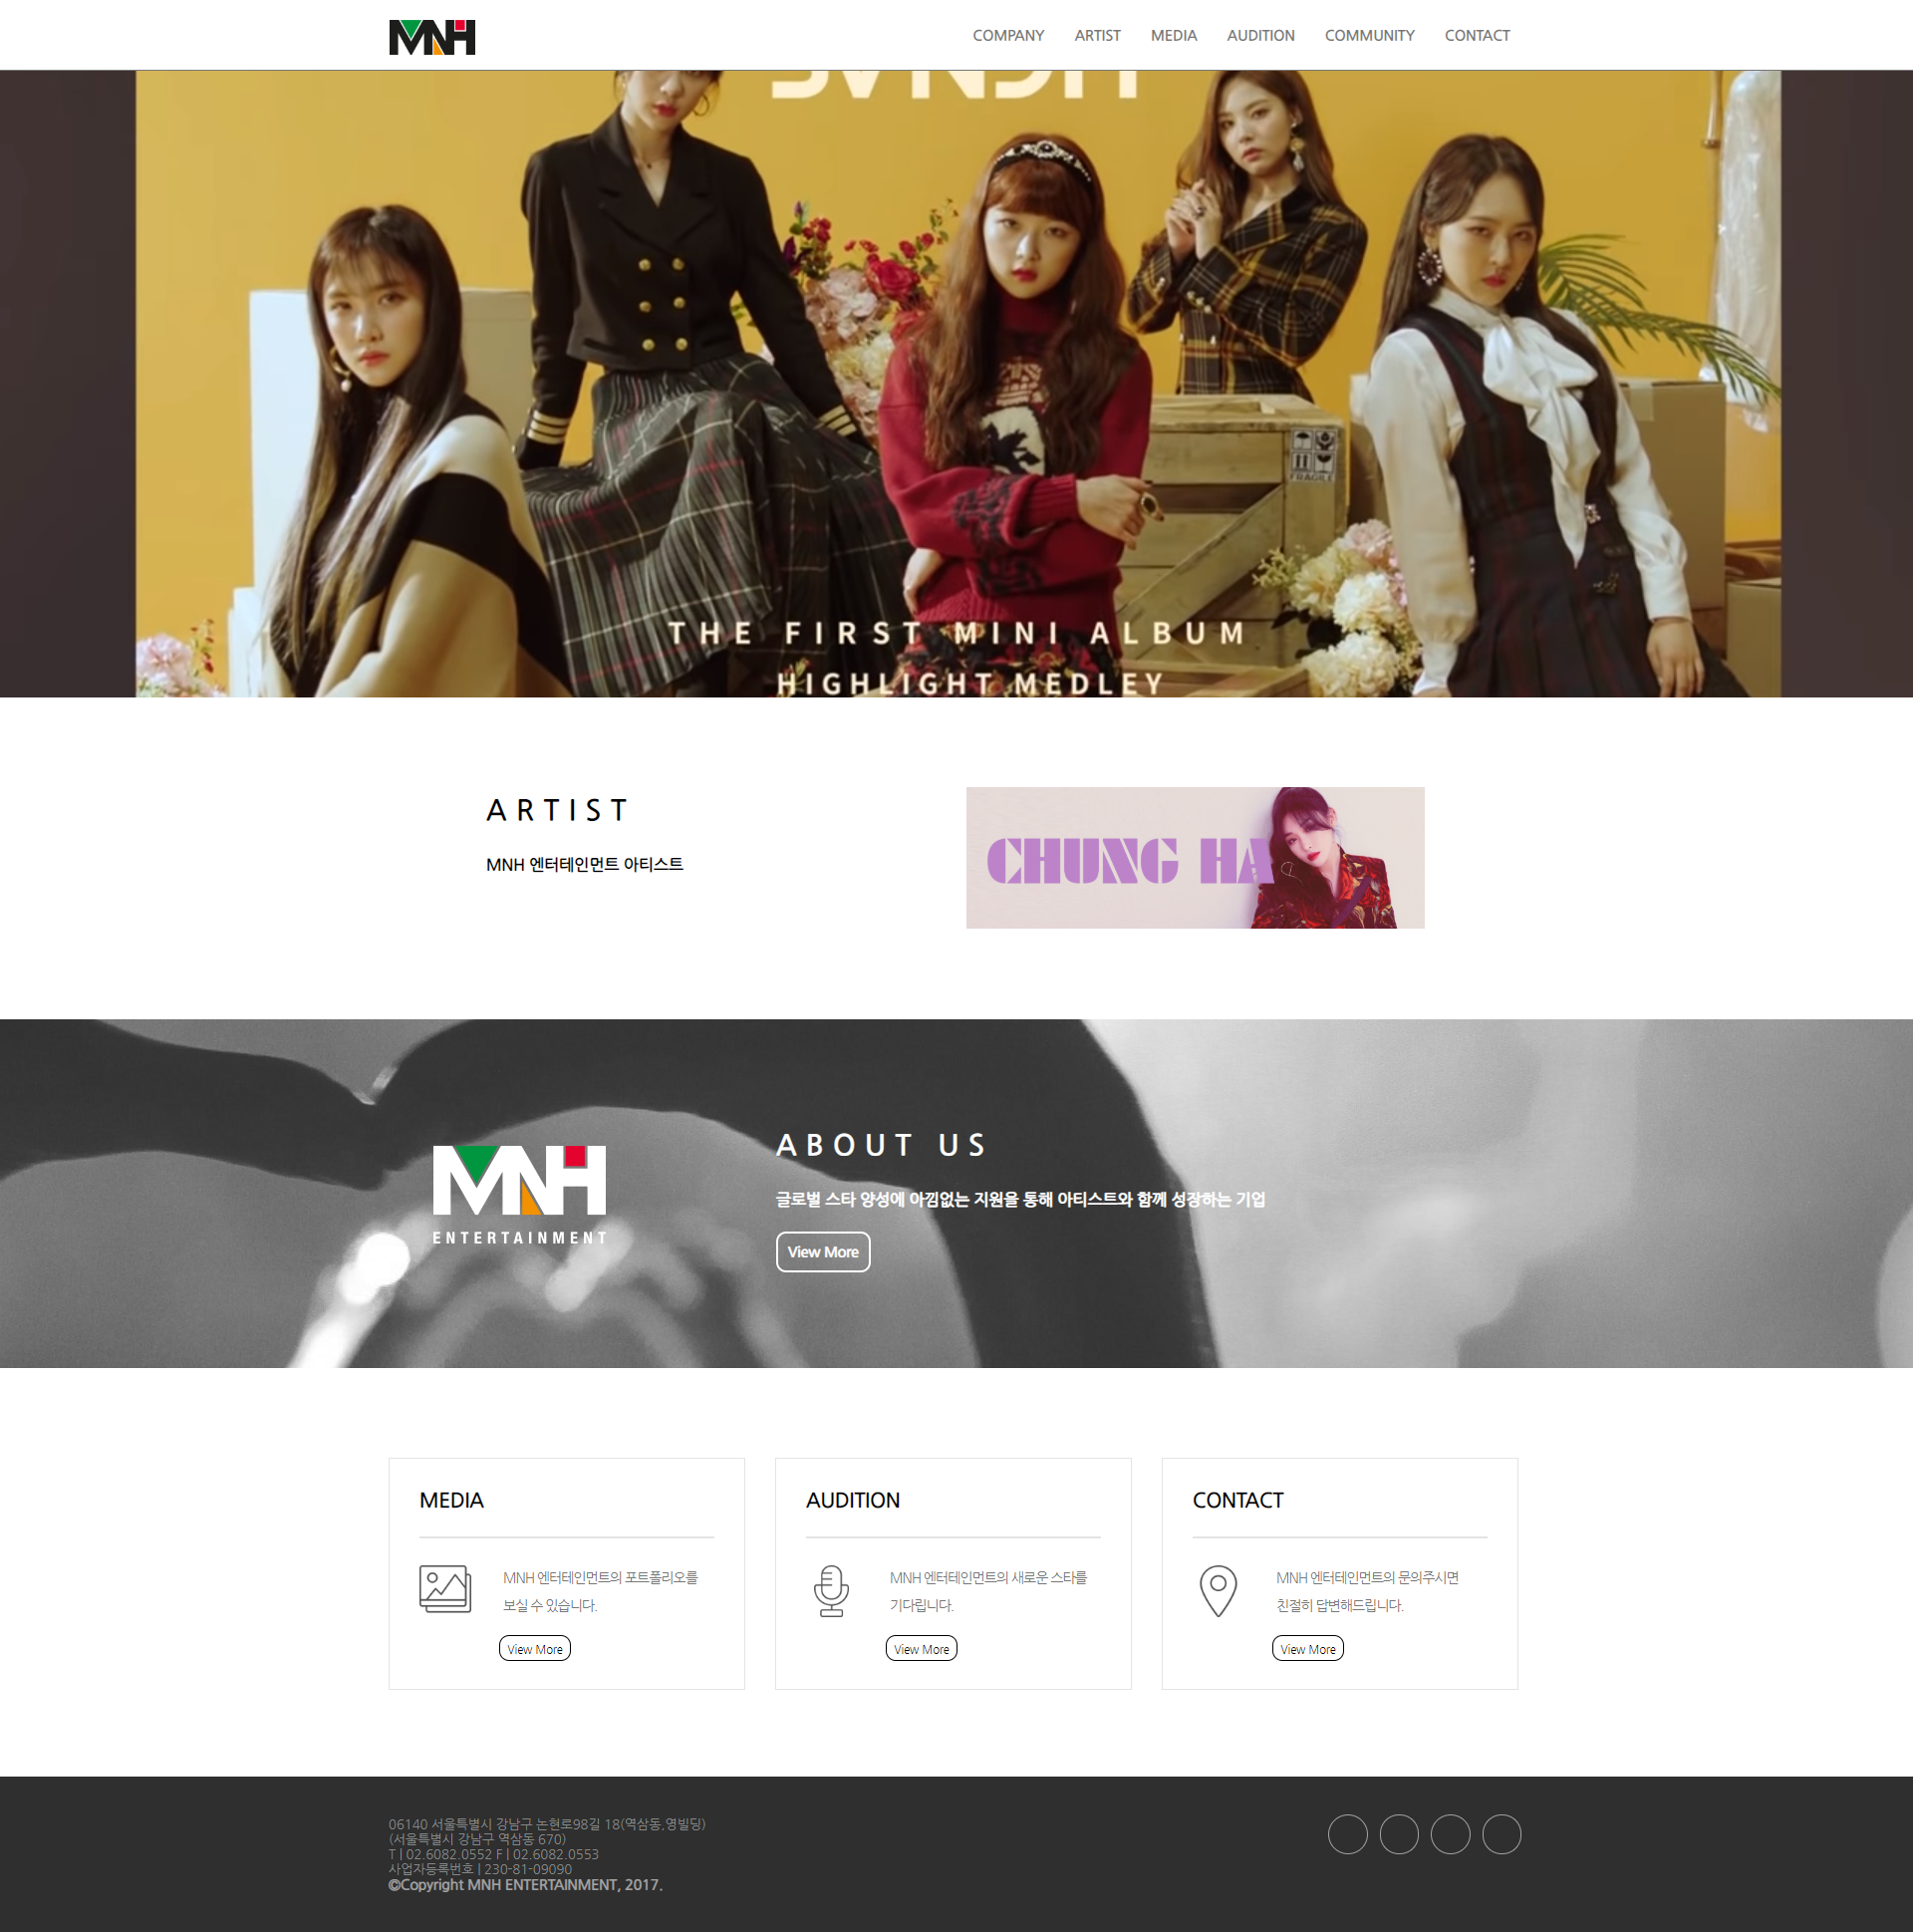 MNH
COMPANY ARTIST MEDIA AUDITION COMMUNITY CONTACT
FRAGILE
THE FIRST MINI ALBUM
HIGHLIGHT MEDLEY
ARTIST
MNH 엔터테인먼트 아티스트
CHUNG HA
MNH
ENTERTAINMENT
ABOUT US
글로벌 스타 양성에 아낌없는 지원을 통해 아티스트와 함께 성장하는 기업
View More
MEDIA
MNH 엔터테인먼트의 포트폴리오를
보실 수 있습니다.
View More
AUDITION
MNH 엔터테인먼트의 새로운 스타를
기다립니다.
View More
CONTACT
MNH 엔터테인먼트의 문의주시면
친절히 답변해드립니다.
View More
06140 서울특별시 강남구 논현로98길 18(역삼동,영빌딩)
(서울특별시 강남구 역삼동 670)
T | 02.6082.0552 F | 02.6082.0553
사업자등록번호 | 230-81-09090
©Copyright MNH ENTERTAINMENT, 2017.